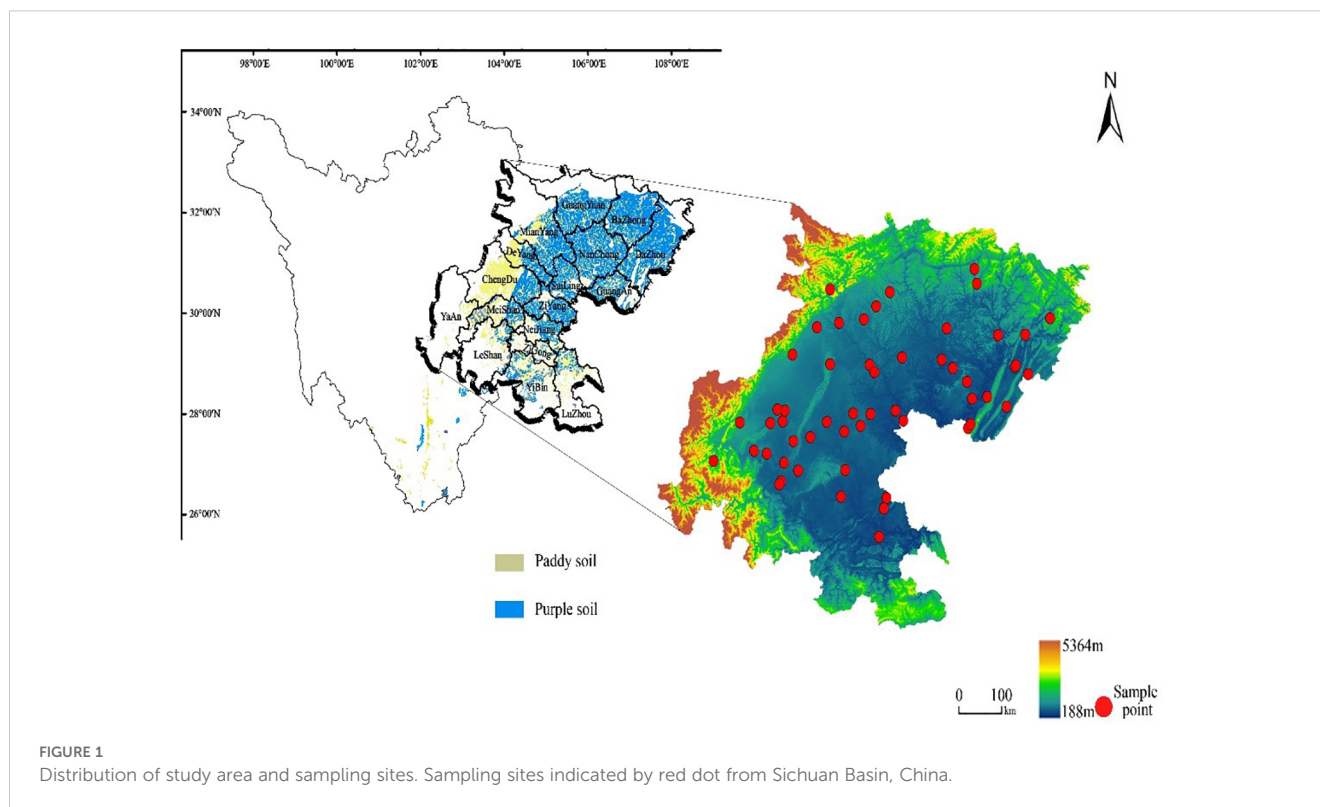 98°00'E 100°00'E 102°00'E 104°00'E 106°00'E 108°00'E
N
34°00'N
32°00'N
30°00'N
28°00'N
26°00'N
GuangYuan
BaZhong
MianYang
DeYang
NanChong
DaZhou
ChengDu
SuiLing
GuangAn
YaAn
MeiShan
ZiYang
NeiJiang
LeShan
YiBin
LuZhou
Paddy soil
Purple soil
5364m
188m
0 100
km
Sample
point
FIGURE 1
Distribution of study area and sampling sites. Sampling sites indicated by red dot from Sichuan Basin, China.